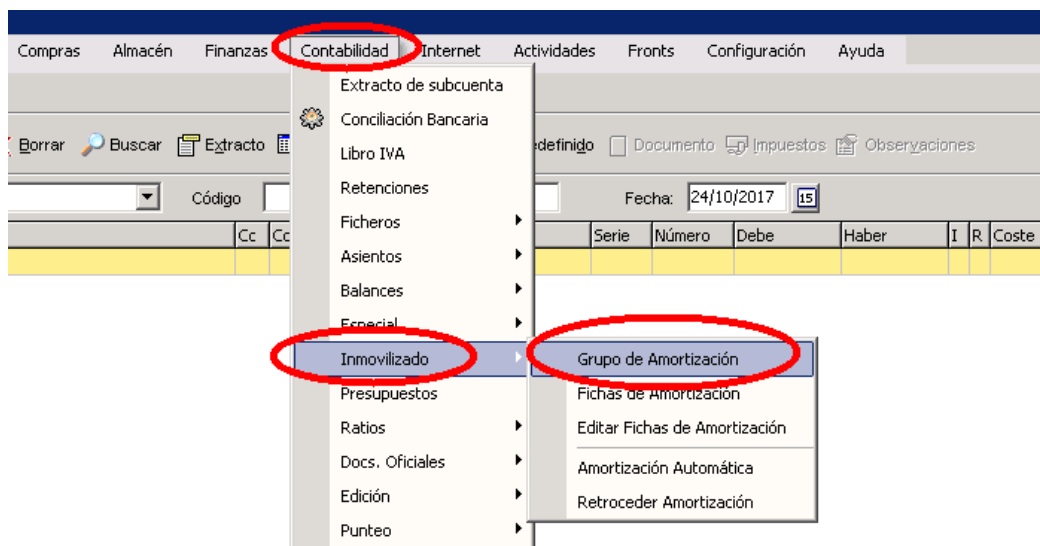 Compras Almacén Finanzas Contabilidad Internet Actividades Fronts Configuración Ayuda
Extracto de subcuenta
Conciliación Bancaria
Borrar Buscar Extracto Documento Impuestos Observaciones
Libro IVA
Retenciones
Código Fecha: 24/10/2017 15
Ficheros
Cc Serie Número Debe Haber I R Coste
Asientos
Balances
Especial
Inmovilizado Grupo de Amortización
Presupuestos Fichas de Amortización
Ratios Editar Fichas de Amortización
Docs. Oficiales Amortización Automática
Edición Retroceder Amortización
Punteo